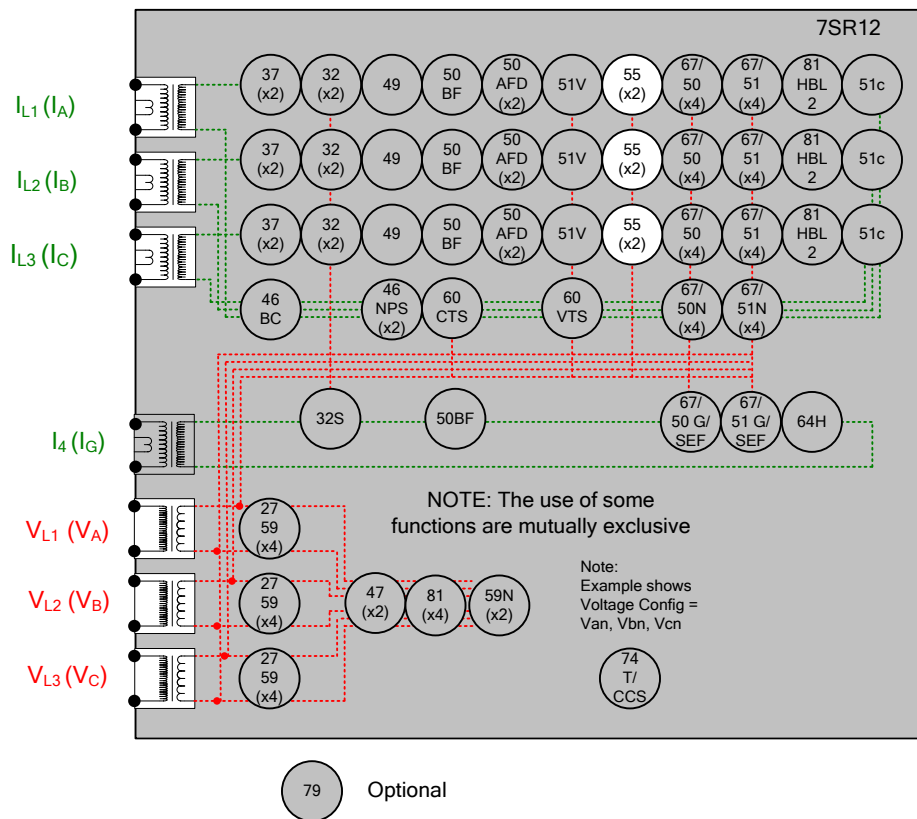 7SR12
IL1 (IA)
37
(x2)
32
(x2)
49
50
BF
50
AFD
(x2)
51V
55
(x2)
67/
50
(x4)
67/
51
(x4)
81
HBL
2
51c
IL2 (IB)
37
(x2)
32
(x2)
49
50
BF
50
AFD
(x2)
51V
55
(x2)
67/
50
(x4)
67/
51
(x4)
81
HBL
2
51c
IL3 (IC)
37
(x2)
32
(x2)
49
50
BF
50
AFD
(x2)
51V
55
(x2)
67/
50
(x4)
67/
51
(x4)
81
HBL
2
51c
46
BC
46
NPS
(x2)
60
CTS
60
VTS
67/
50N
(x4)
67/
51N
(x4)
I4 (IG)
32S
50BF
67/
50 G/
SEF
67/
51 G/
SEF
64H
NOTE: The use of some
functions are mutually exclusive
VL1 (VA)
27
59
(x4)
VL2 (VB)
27
59
(x4)
47
(x2)
81
(x4)
59N
(x2)
Note:
Example shows
Voltage Config =
Van, Vbn, Vcn
VL3 (VC)
27
59
(x4)
74
T/
CCS
79
Optional